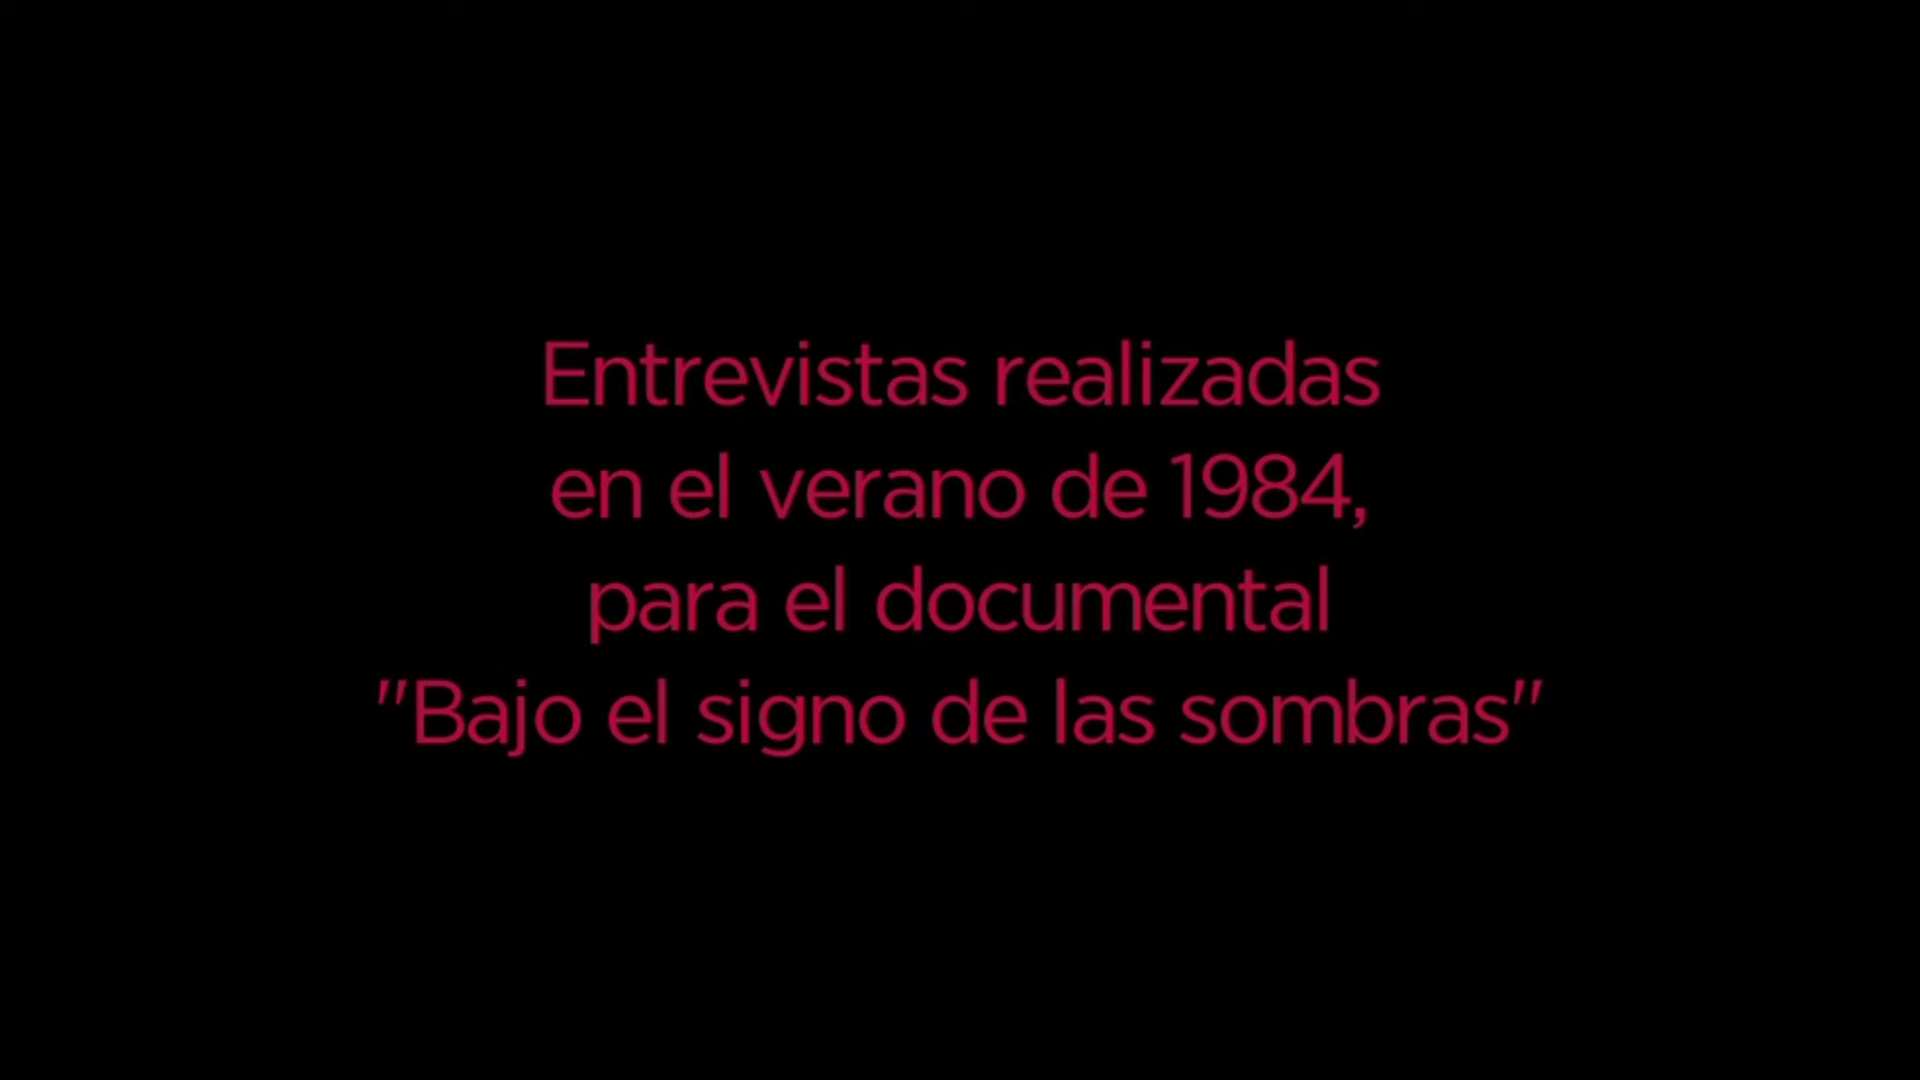 Entrevistas realizadas
en el verano de 1984,
para el documental
"Bajo el signo de las sombras"